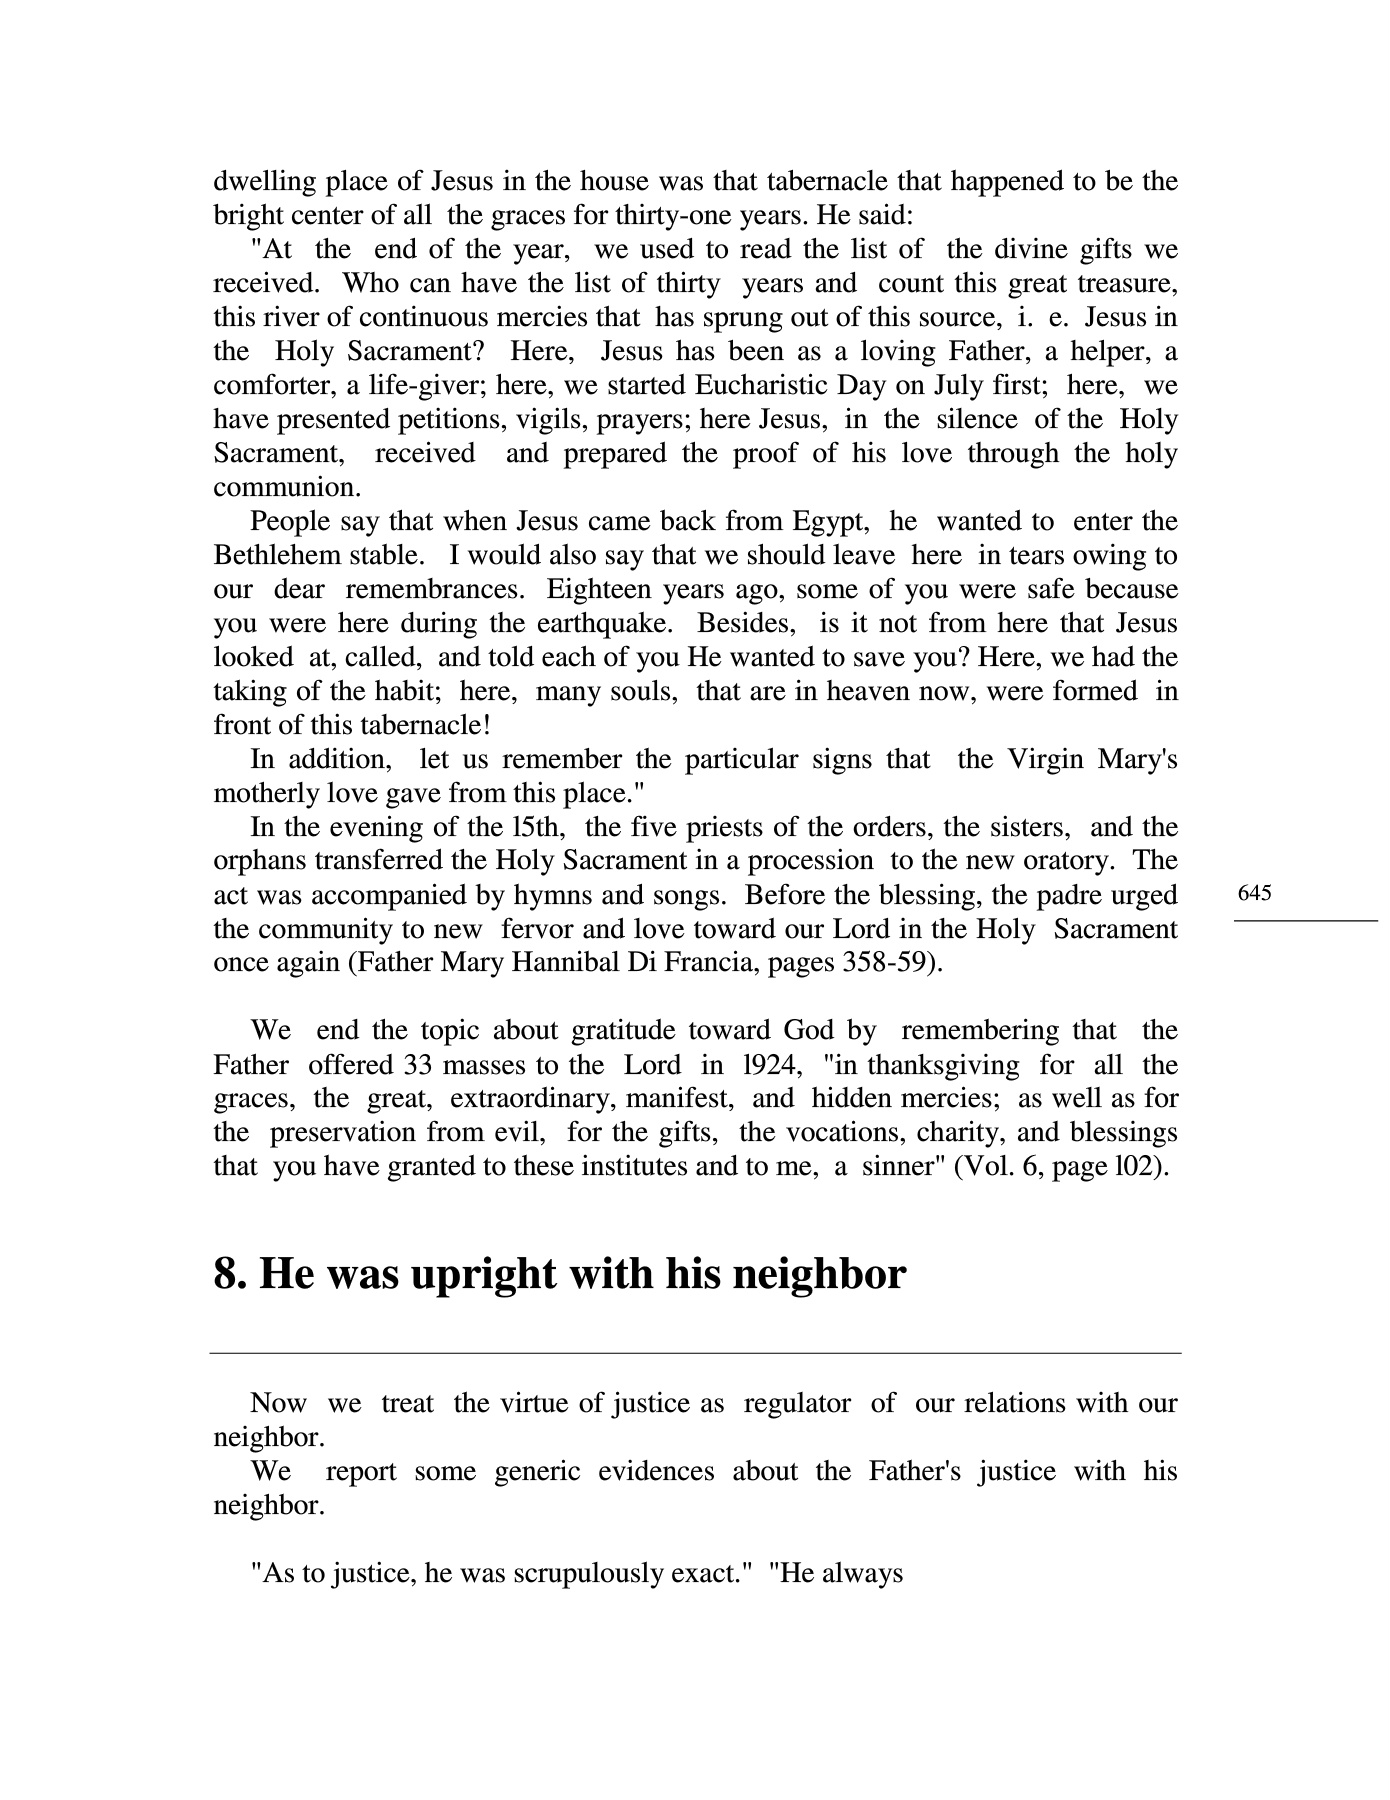 dwelling place of Jesus in the house was that tabernacle that happened to be the
bright center of all the graces for thirty-one years. He said:
"At the end of the year, we used to read the list of the divine gifts we
received. Who can have the list of thirty years and count this great treasure,
this river of continuous mercies that has sprung out of this source, i. e. Jesus in
the Holy Sacrament? Here, Jesus has been as a loving Father, a helper, a
comforter, a life-giver; here, we started Eucharistic Day on July first; here, we
have presented petitions, vigils, prayers; here Jesus, in the silence of the Holy
Sacrament, received and prepared the proof of his love through the holy
communion.
People say that when Jesus came back from Egypt, he wanted to enter the
Bethlehem stable. I would also say that we should leave here in tears owing to
our dear remembrances. Eighteen years ago, some of you were safe because
you were here during the earthquake. Besides, is it not from here that Jesus
looked at, called, and told each of you He wanted to save you? Here, we had the
taking of the habit; here, many souls, that are in heaven now, were formed in
front of this tabernacle!
In addition, let us remember the particular signs that the Virgin Mary's
motherly love gave from this place."
In the evening of the l5th, the five priests of the orders, the sisters, and the
orphans transferred the Holy Sacrament in a procession to the new oratory. The
act was accompanied by hymns and songs. Before the blessing, the padre urged
the community to new fervor and love toward our Lord in the Holy Sacrament
once again (Father Mary Hannibal Di Francia, pages 358-59).
645
We end the topic about gratitude toward God by remembering that the
Father offered 33 masses to the Lord in l924, "in thanksgiving for all the
graces, the great, extraordinary, manifest, and hidden mercies; as well as for
the preservation from evil, for the gifts, the vocations, charity, and blessings
that you have granted to these institutes and to me, a sinner" (Vol. 6, page l02).
8. He was upright with his neighbor
Now we treat the virtue of justice as regulator of our relations with our
neighbor.
We report some generic evidences about the Father's justice with his
neighbor.
"As to justice, he was scrupulously exact." "He always